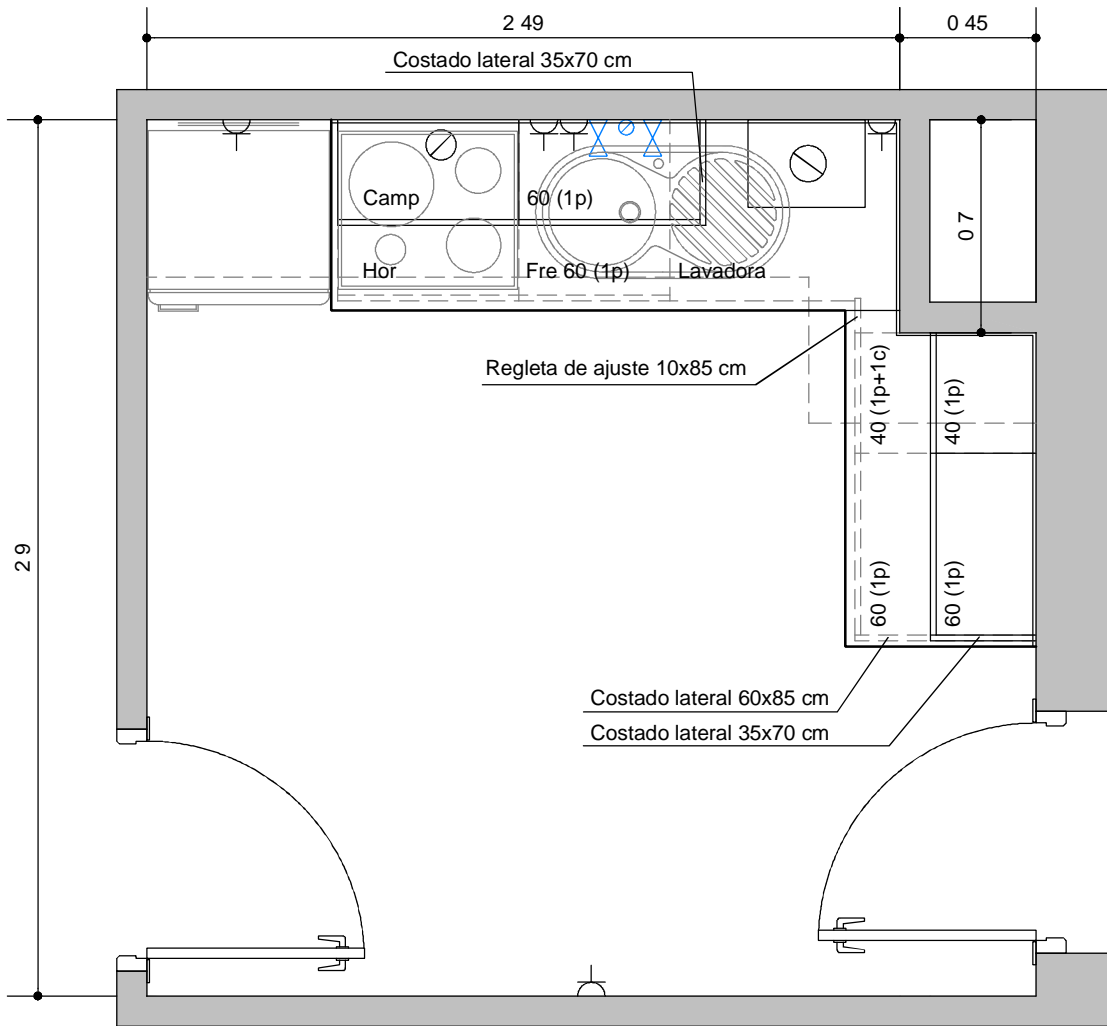 2 49
0 45
Costado lateral 35x70 cm
Camp
60 (1p)
0 7
Hor
Fre 60 (1p)
Lavadora
Regleta de ajuste 10x85 cm
40 (1p+1c)
40 (1p)
2 9
60 (1p)
60 (1p)
Costado lateral 60x85 cm
Costado lateral 35x70 cm